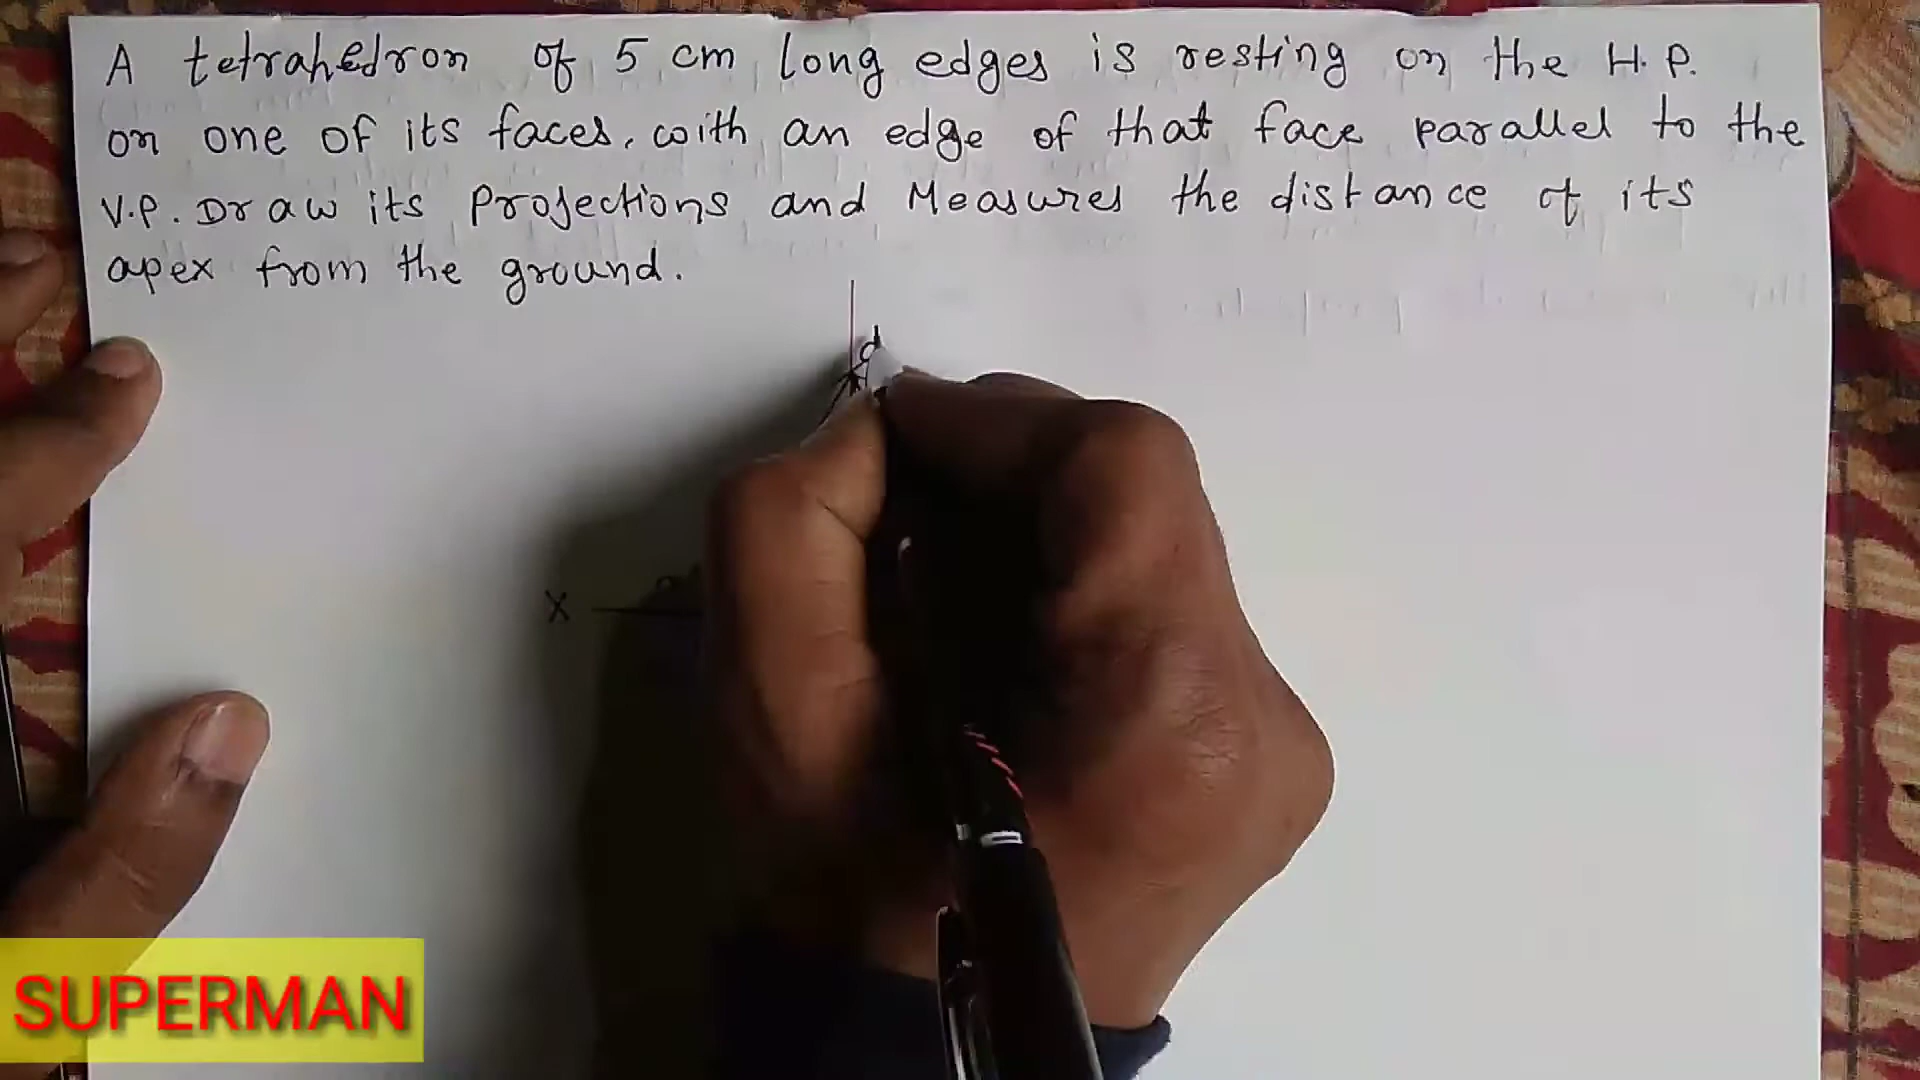 A tetrahedron of 5 cm long edges is resting on the H.P.
on one of its faces, with an edge of that face parallel to the
V.P. Draw its Projections and Measures the distance of its
apex from the ground.
d
X
SUPERMAN